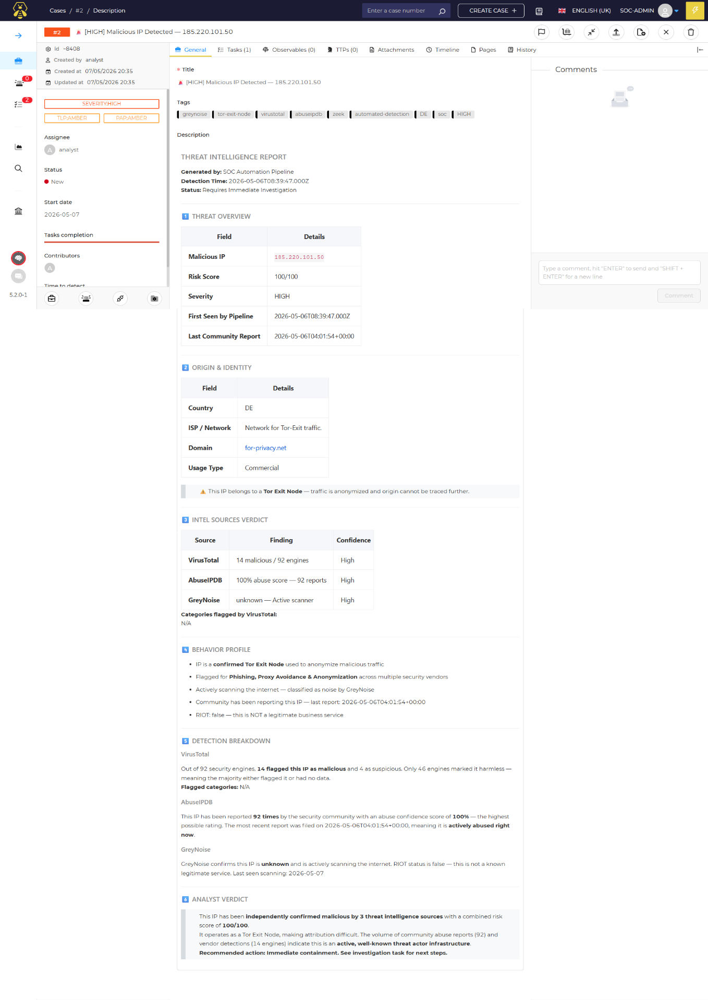 Cases / #2 / Description
Enter a case number
CREATE CASE +
ENGLISH (UK)
SOC-ADMIN
#2
[HIGH] Malicious IP Detected — 185.220.101.50
id ~8408
Created by analyst
Created at 07/05/2026 20:35
Updated at 07/05/2026 20:35
0
2
SEVERITY:HIGH
TLP:AMBER
PAP:AMBER
Assignee
A analyst
Status
New
Start date
2026-05-07
Tasks completion
Contributors
A
Time to detect
5.2.0-1
General
Tasks (1)
Observables (0)
TTPs (0)
Attachments
Timeline
Pages
History
* Title
[HIGH] Malicious IP Detected — 185.220.101.50
Tags
greynoise tor-exit-node virustotal abuseipdb zeek automated-detection DE soc HIGH
Description
THREAT INTELLIGENCE REPORT
Generated by: SOC Automation Pipeline
Detection Time: 2026-05-06T08:39:47.000Z
Status: Requires Immediate Investigation
1 THREAT OVERVIEW
Field Details
Malicious IP 185.220.101.50
Risk Score 100/100
Severity HIGH
First Seen by Pipeline 2026-05-06T08:39:47.000Z
Last Community Report 2026-05-06T04:01:54+00:00
2 ORIGIN & IDENTITY
Field Details
Country DE
ISP / Network Network for Tor-Exit traffic.
Domain for-privacy.net
Usage Type Commercial
This IP belongs to a Tor Exit Node — traffic is anonymized and origin cannot be traced further.
3 INTEL SOURCES VERDICT
Source Finding Confidence
VirusTotal 14 malicious / 92 engines High
AbuseIPDB 100% abuse score — 92 reports High
GreyNoise unknown — Active scanner High
Categories flagged by VirusTotal:
N/A
4 BEHAVIOR PROFILE
• IP is a confirmed Tor Exit Node used to anonymize malicious traffic
• Flagged for Phishing, Proxy Avoidance & Anonymization across multiple security vendors
• Actively scanning the internet — classified as noise by GreyNoise
• Community has been reporting this IP — last report: 2026-05-06T04:01:54+00:00
• RIOT: false — this is NOT a legitimate business service
5 DETECTION BREAKDOWN
VirusTotal
Out of 92 security engines, 14 flagged this IP as malicious and 4 as suspicious. Only 46 engines marked it harmless —
meaning the majority either flagged it or had no data.
Flagged categories: N/A
AbuseIPDB
This IP has been reported 92 times by the security community with an abuse confidence score of 100% — the highest
possible rating. The most recent report was filed on 2026-05-06T04:01:54+00:00, meaning it is actively abused right
now.
GreyNoise
GreyNoise confirms this IP is unknown and is actively scanning the internet. RIOT status is false — this is not a known
legitimate service. Last seen scanning: 2026-05-07
6 ANALYST VERDICT
This IP has been independently confirmed malicious by 3 threat intelligence sources with a combined risk
score of 100/100.
It operates as a Tor Exit Node, making attribution difficult. The volume of community abuse reports (92) and
vendor detections (14 engines) indicate this is an active, well-known threat actor infrastructure.
Recommended action: Immediate containment. See investigation task for next steps.
Comments
Type a comment, hit "ENTER" to send and "SHIFT +
ENTER" for a new line
Comment